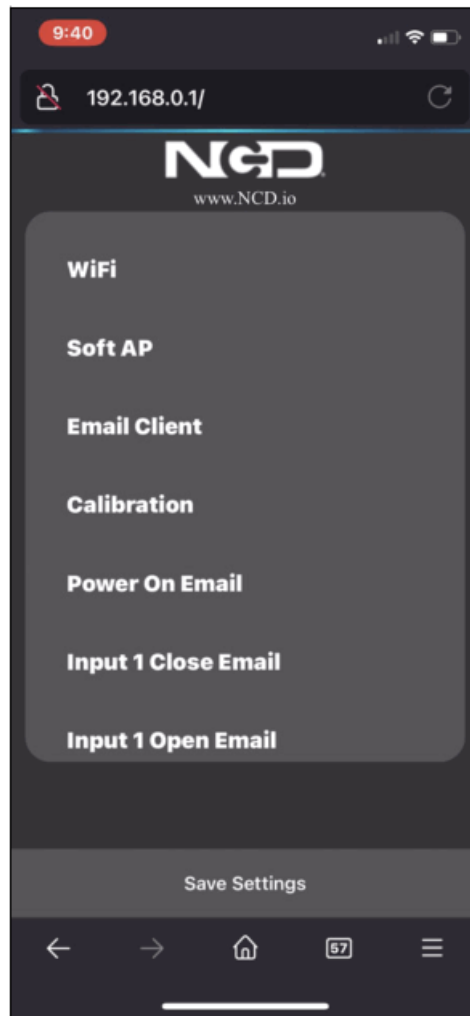 9:40
192.168.0.1/
NCD
www.NCD.io
WiFi
Soft AP
Email Client
Calibration
Power On Email
Input 1 Close Email
Input 1 Open Email
Save Settings
57